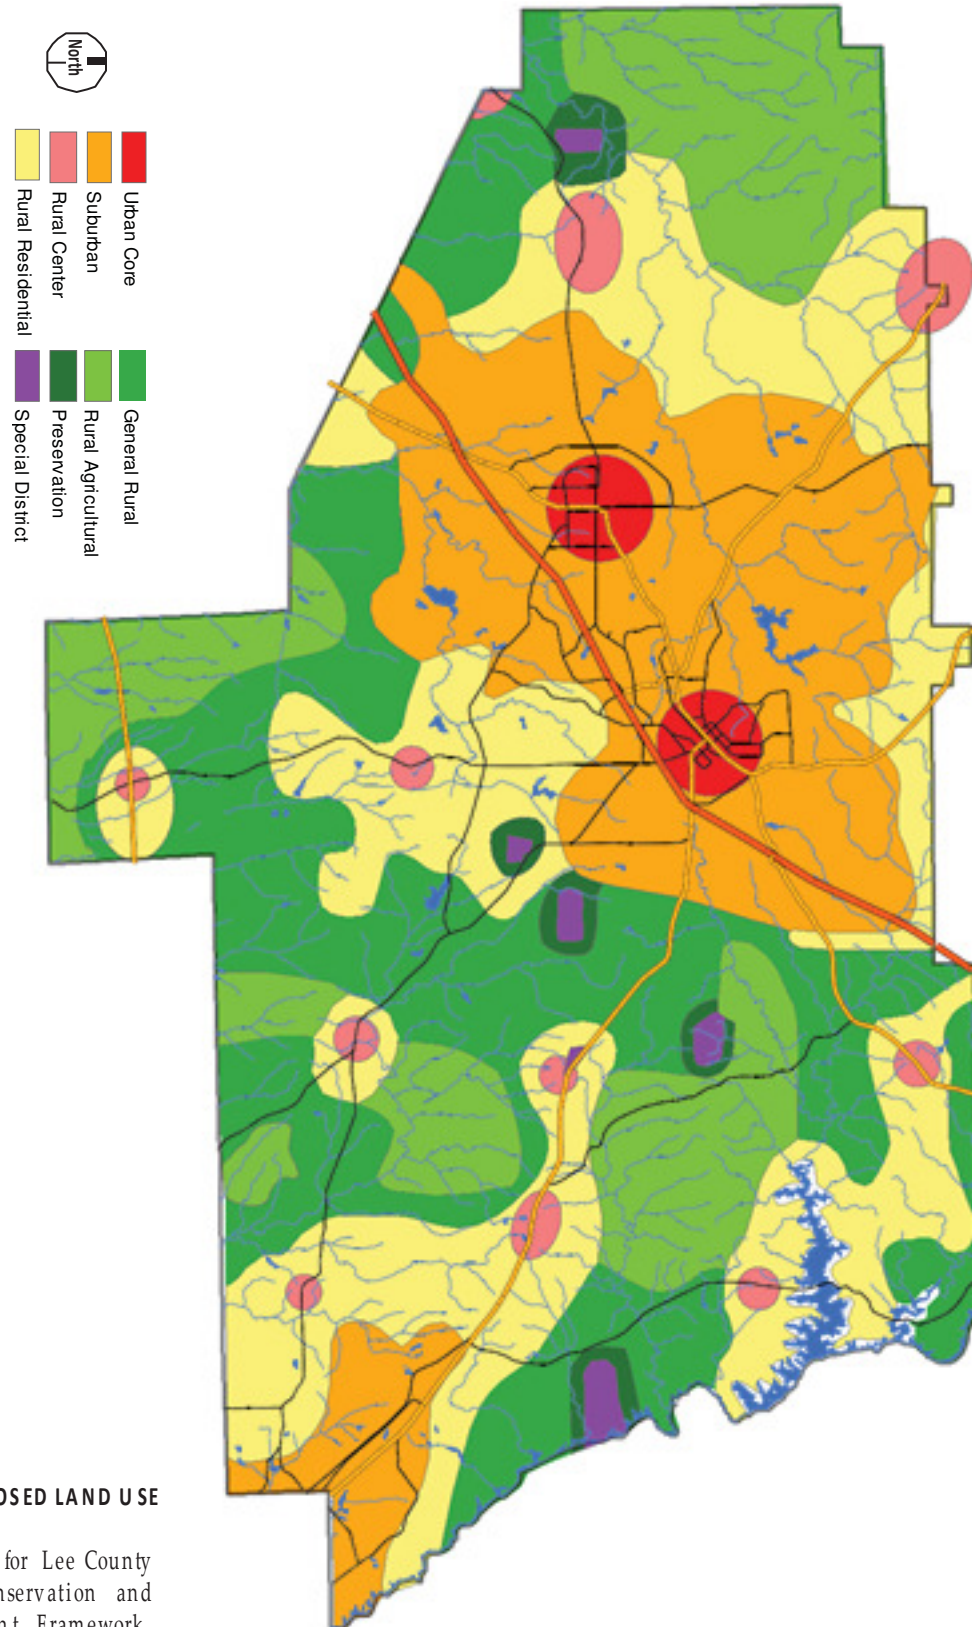 North
Urban Core
Suburban
Rural Center
Rural Residential
General Rural
Rural Agricultural
Preservation
Special District
LAND USE
for Lee County
and
Framework